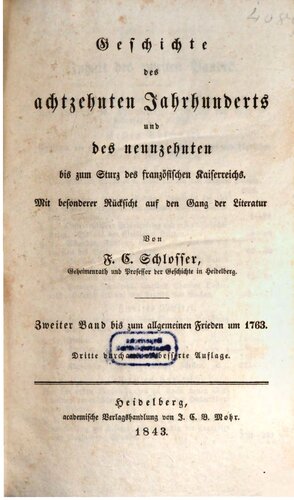 Geschichte
des
achtzehnten Jahrhunderts
und
des neunzehnten
bis zum Sturz des französischen Kaiserreichs.
Mit besonderer Rücksicht auf den Gang der Literatur
Von
F. C. Schlosser,
Geheimenrath und Professor der Geschichte in Heidelberg.
Zweiter Band bis zum allgemeinen Frieden um 1763.
Dritte durchaus verbesserte Auflage.
Heidelberg,
academische Verlagshandlung von J. C. B. Mohr.
1843.